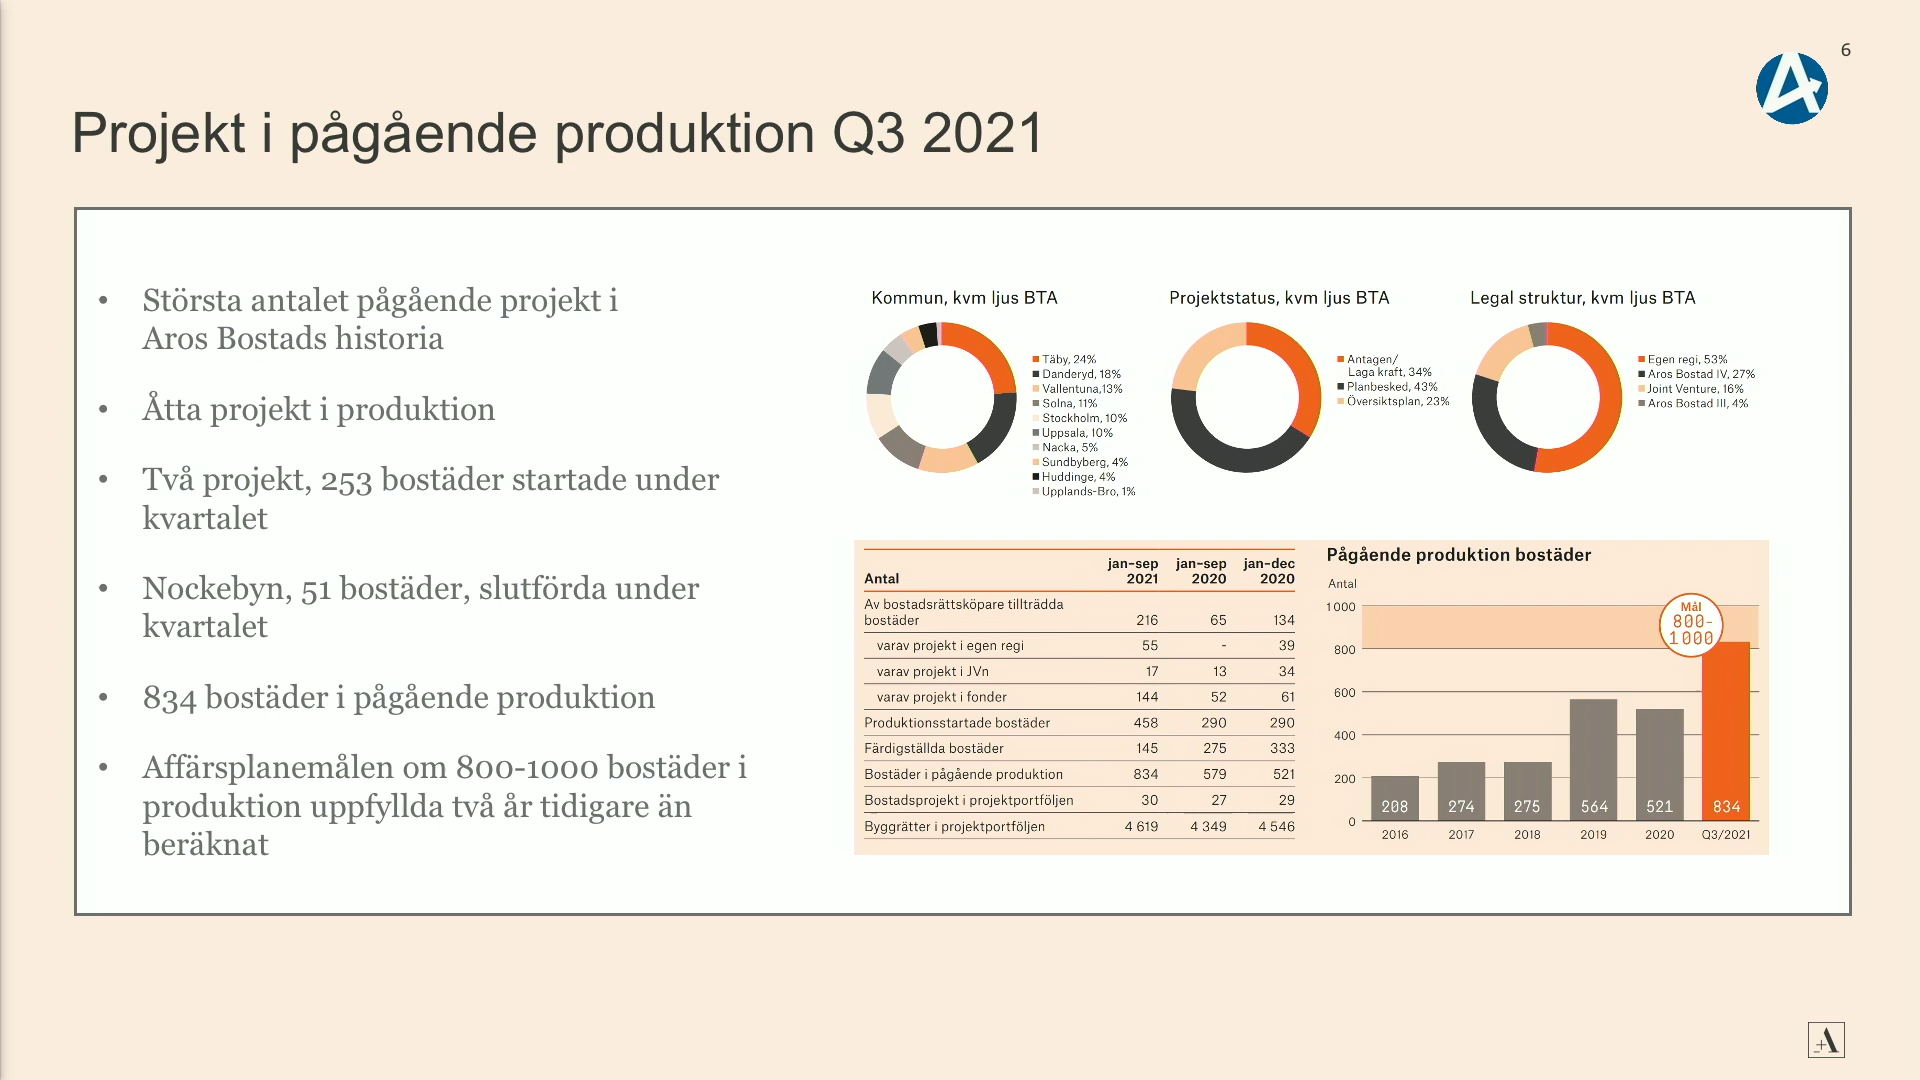 6
Projekt i pågående produktion Q3 2021
• Största antalet pågående projekt i
Aros Bostads historia
• Åtta projekt i produktion
• Två projekt, 253 bostäder startade under
kvartalet
• Nockebyn, 51 bostäder, slutförda under
kvartalet
• 834 bostäder i pågående produktion
• Affärsplanemålen om 800-1000 bostäder i
produktion uppfyllda två år tidigare än
beräknat
Kommun, kvm ljus BTA
Täby, 24%
Danderyd, 18%
Vallentuna,13%
Solna, 11%
Stockholm, 10%
Uppsala, 10%
Nacka, 5%
Sundbyberg, 4%
Huddinge, 4%
Upplands-Bro, 1%
Projektstatus, kvm ljus BTA
Antagen/
Laga kraft, 34%
Planbesked, 43%
Översiktsplan, 23%
Legal struktur, kvm ljus BTA
Egen regi, 53%
Aros Bostad IV, 27%
Joint Venture, 16%
Aros Bostad III, 4%
jan–sep jan–sep jan–dec
Antal 2021 2020 2020
Av bostadsrättsköpare tillträdda
bostäder 216 65 134
varav projekt i egen regi 55 - 39
varav projekt i JVn 17 13 34
varav projekt i fonder 144 52 61
Produktionsstartade bostäder 458 290 290
Färdigställda bostäder 145 275 333
Bostäder i pågående produktion 834 579 521
Bostadsprojekt i projektportföljen 30 27 29
Byggrätter i projektportföljen 4 619 4 349 4 546
Pågående produktion bostäder
Antal
1 000
800
600
400
200
0
Mål
800-
1 000
208 274 275 564 521 834
2016 2017 2018 2019 2020 Q3/2021